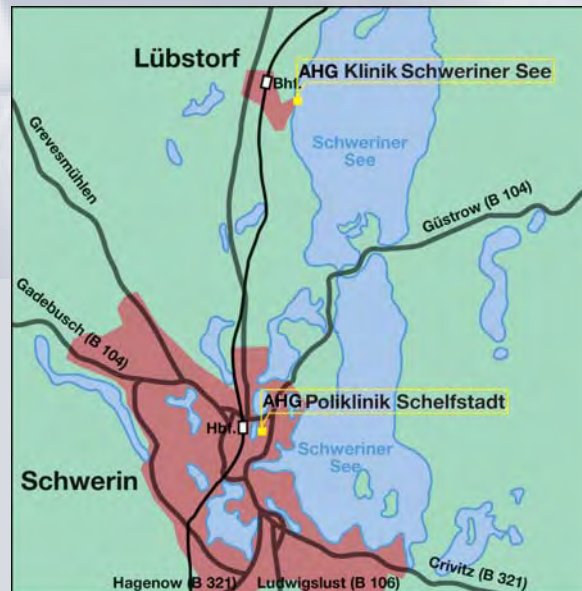 Lübstorf
AHG Klinik Schweriner See
Bhf.
Schweriner
See
Grevesmühlen
Güstrow (B 104)
Gadebusch (B 104)
AHG Poliklinik Schelfstadt
Hbf.
Schweriner
See
Schwerin
Crivitz (B 321)
Hagenow (B 321)
Ludwigslust (B 106)